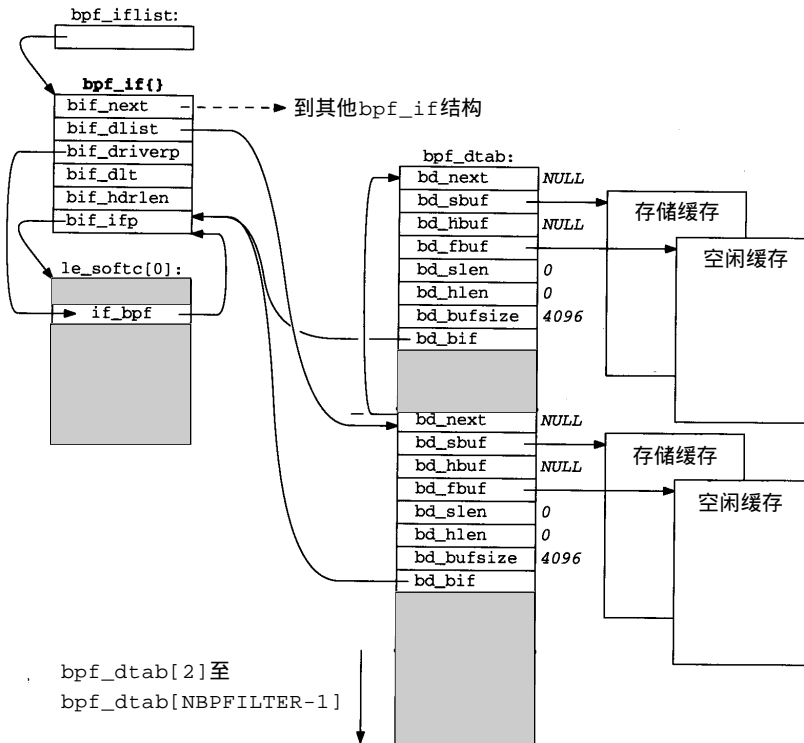 bpf_iflist:
bpf_if{}
bif_next
到其他bpf_if结构
bif_dlist
bif_driverp
bif_dlt
bif_hdrlen
bif_ifp
le_softc[0]:
if_bpf
bpf_dtab:
bd_next NULL
bd_sbuf
bd_hbuf NULL
bd_fbuf
bd_slen 0
bd_hlen 0
bd_bufsize 4096
bd_bif
存储缓存
空闲缓存
bd_next NULL
bd_sbuf
bd_hbuf NULL
bd_fbuf
bd_slen 0
bd_hlen 0
bd_bufsize 4096
bd_bif
存储缓存
空闲缓存
bpf_dtab[2]至
bpf_dtab[NBPFILTER-1]